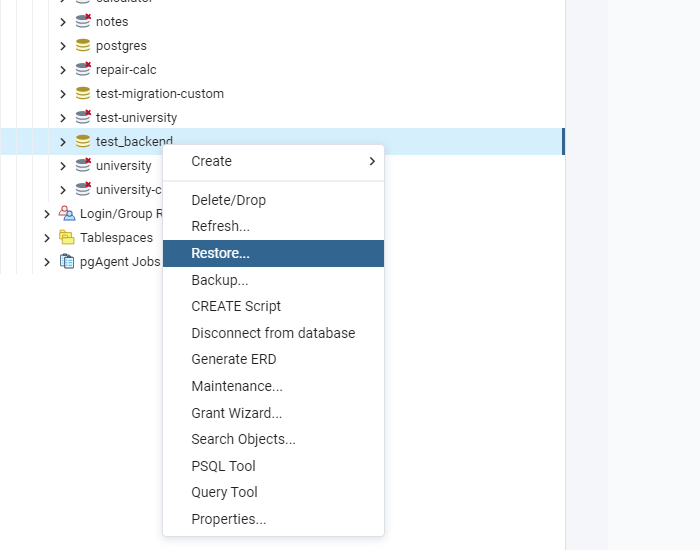 notes
postgres
repair-calc
test-migration-custom
test-university
test_backend
university
university-c
Login/Group R
Tablespaces
pgAgent Jobs
Create
Delete/Drop
Refresh...
Restore...
Backup...
CREATE Script
Disconnect from database
Generate ERD
Maintenance...
Grant Wizard...
Search Objects...
PSQL Tool
Query Tool
Properties...